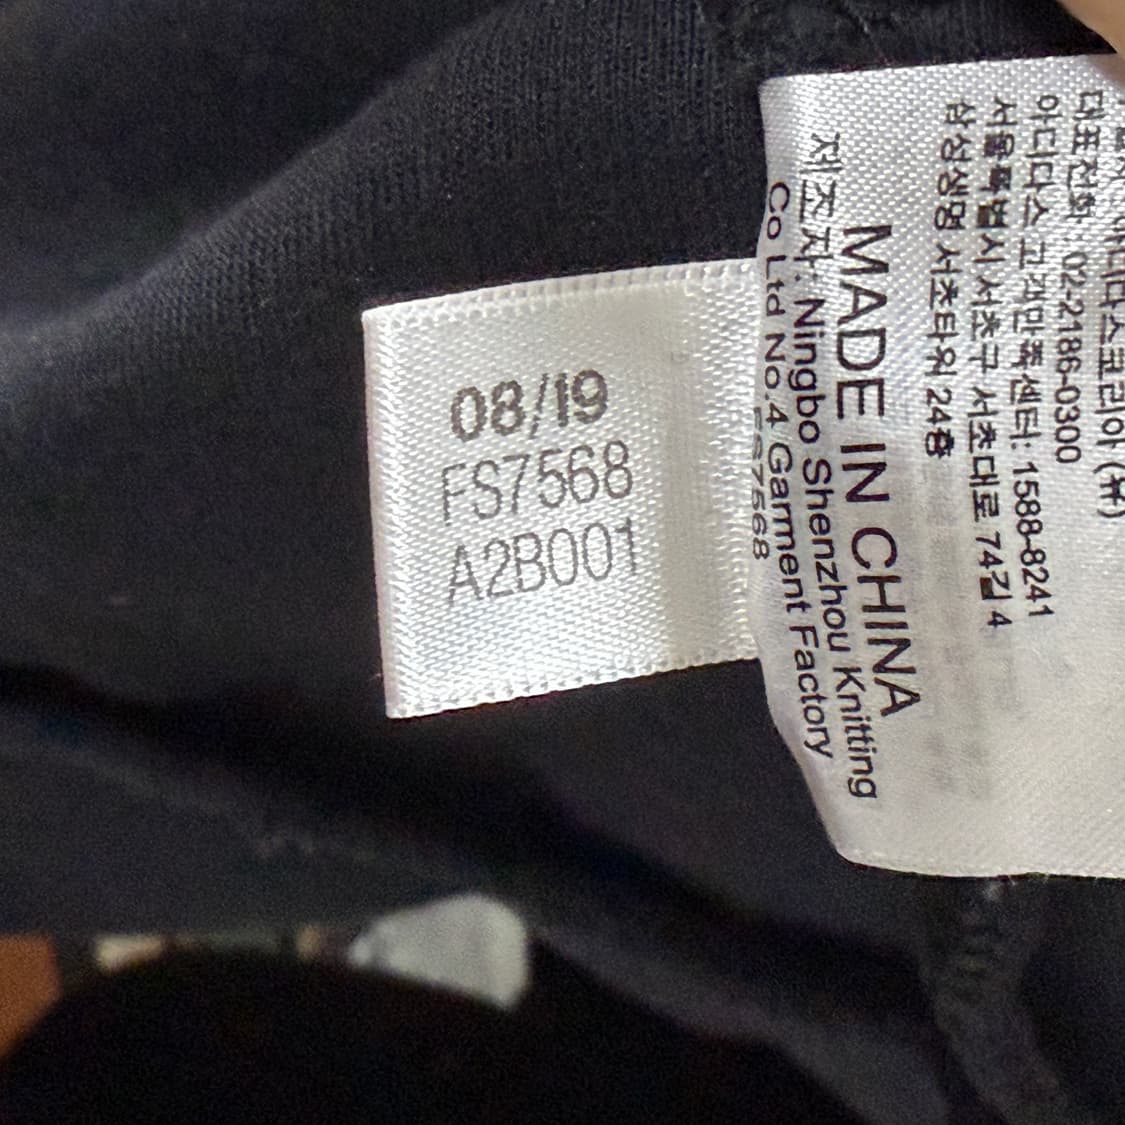 08/19
FS7568
A2B001
대표전화 02-2186-0300
아디다스 고객만족센터: 1588-8241
서울특별시 서초구 서초대로 74길 4
삼성생명 서초타워 24층
MADE IN CHINA
제조자: Ningbo Shenzhou Knitting
Co Ltd No.4 Garment Factory
FS7568